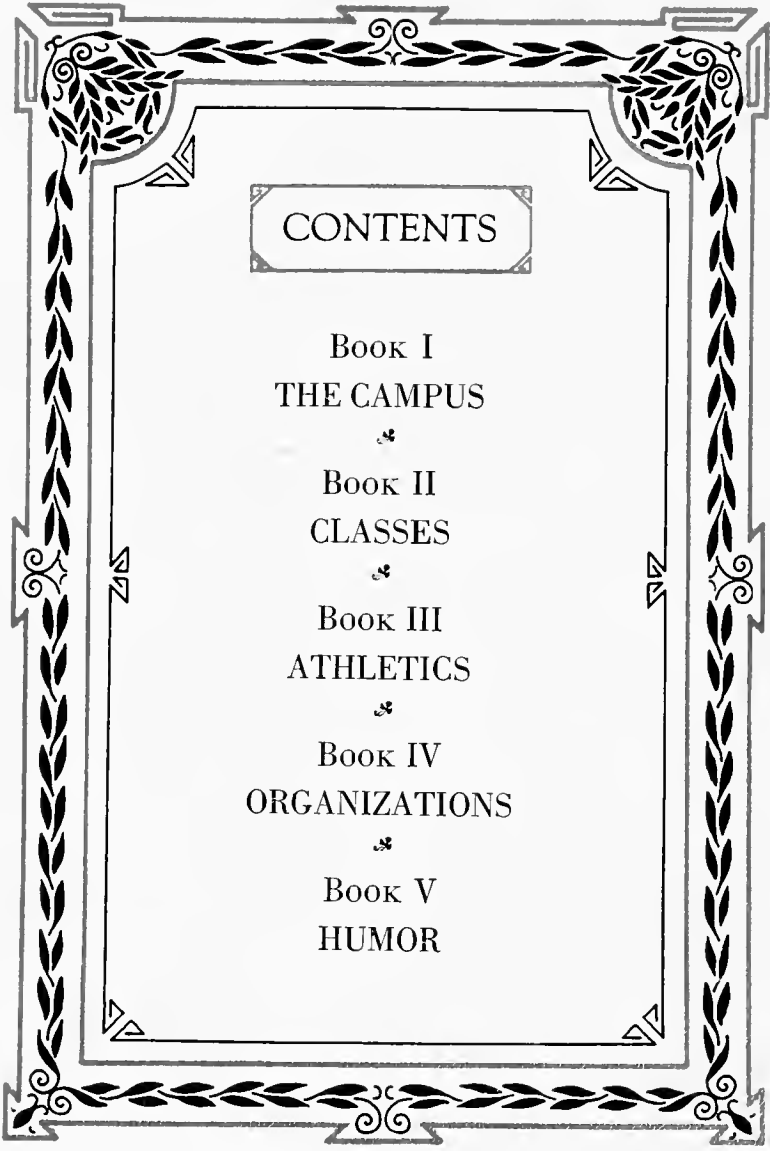 CONTENTS
Book I
THE CAMPUS
Book II
CLASSES
Book III
ATHLETICS
Book IV
ORGANIZATIONS
Book V
HUMOR